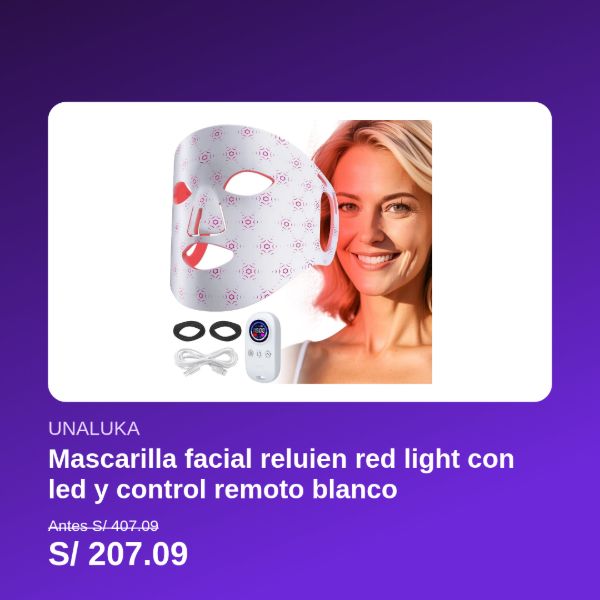 UNALUKA
Mascarilla facial reluien red light con
led y control remoto blanco
Antes S/ 407.09
S/ 207.09